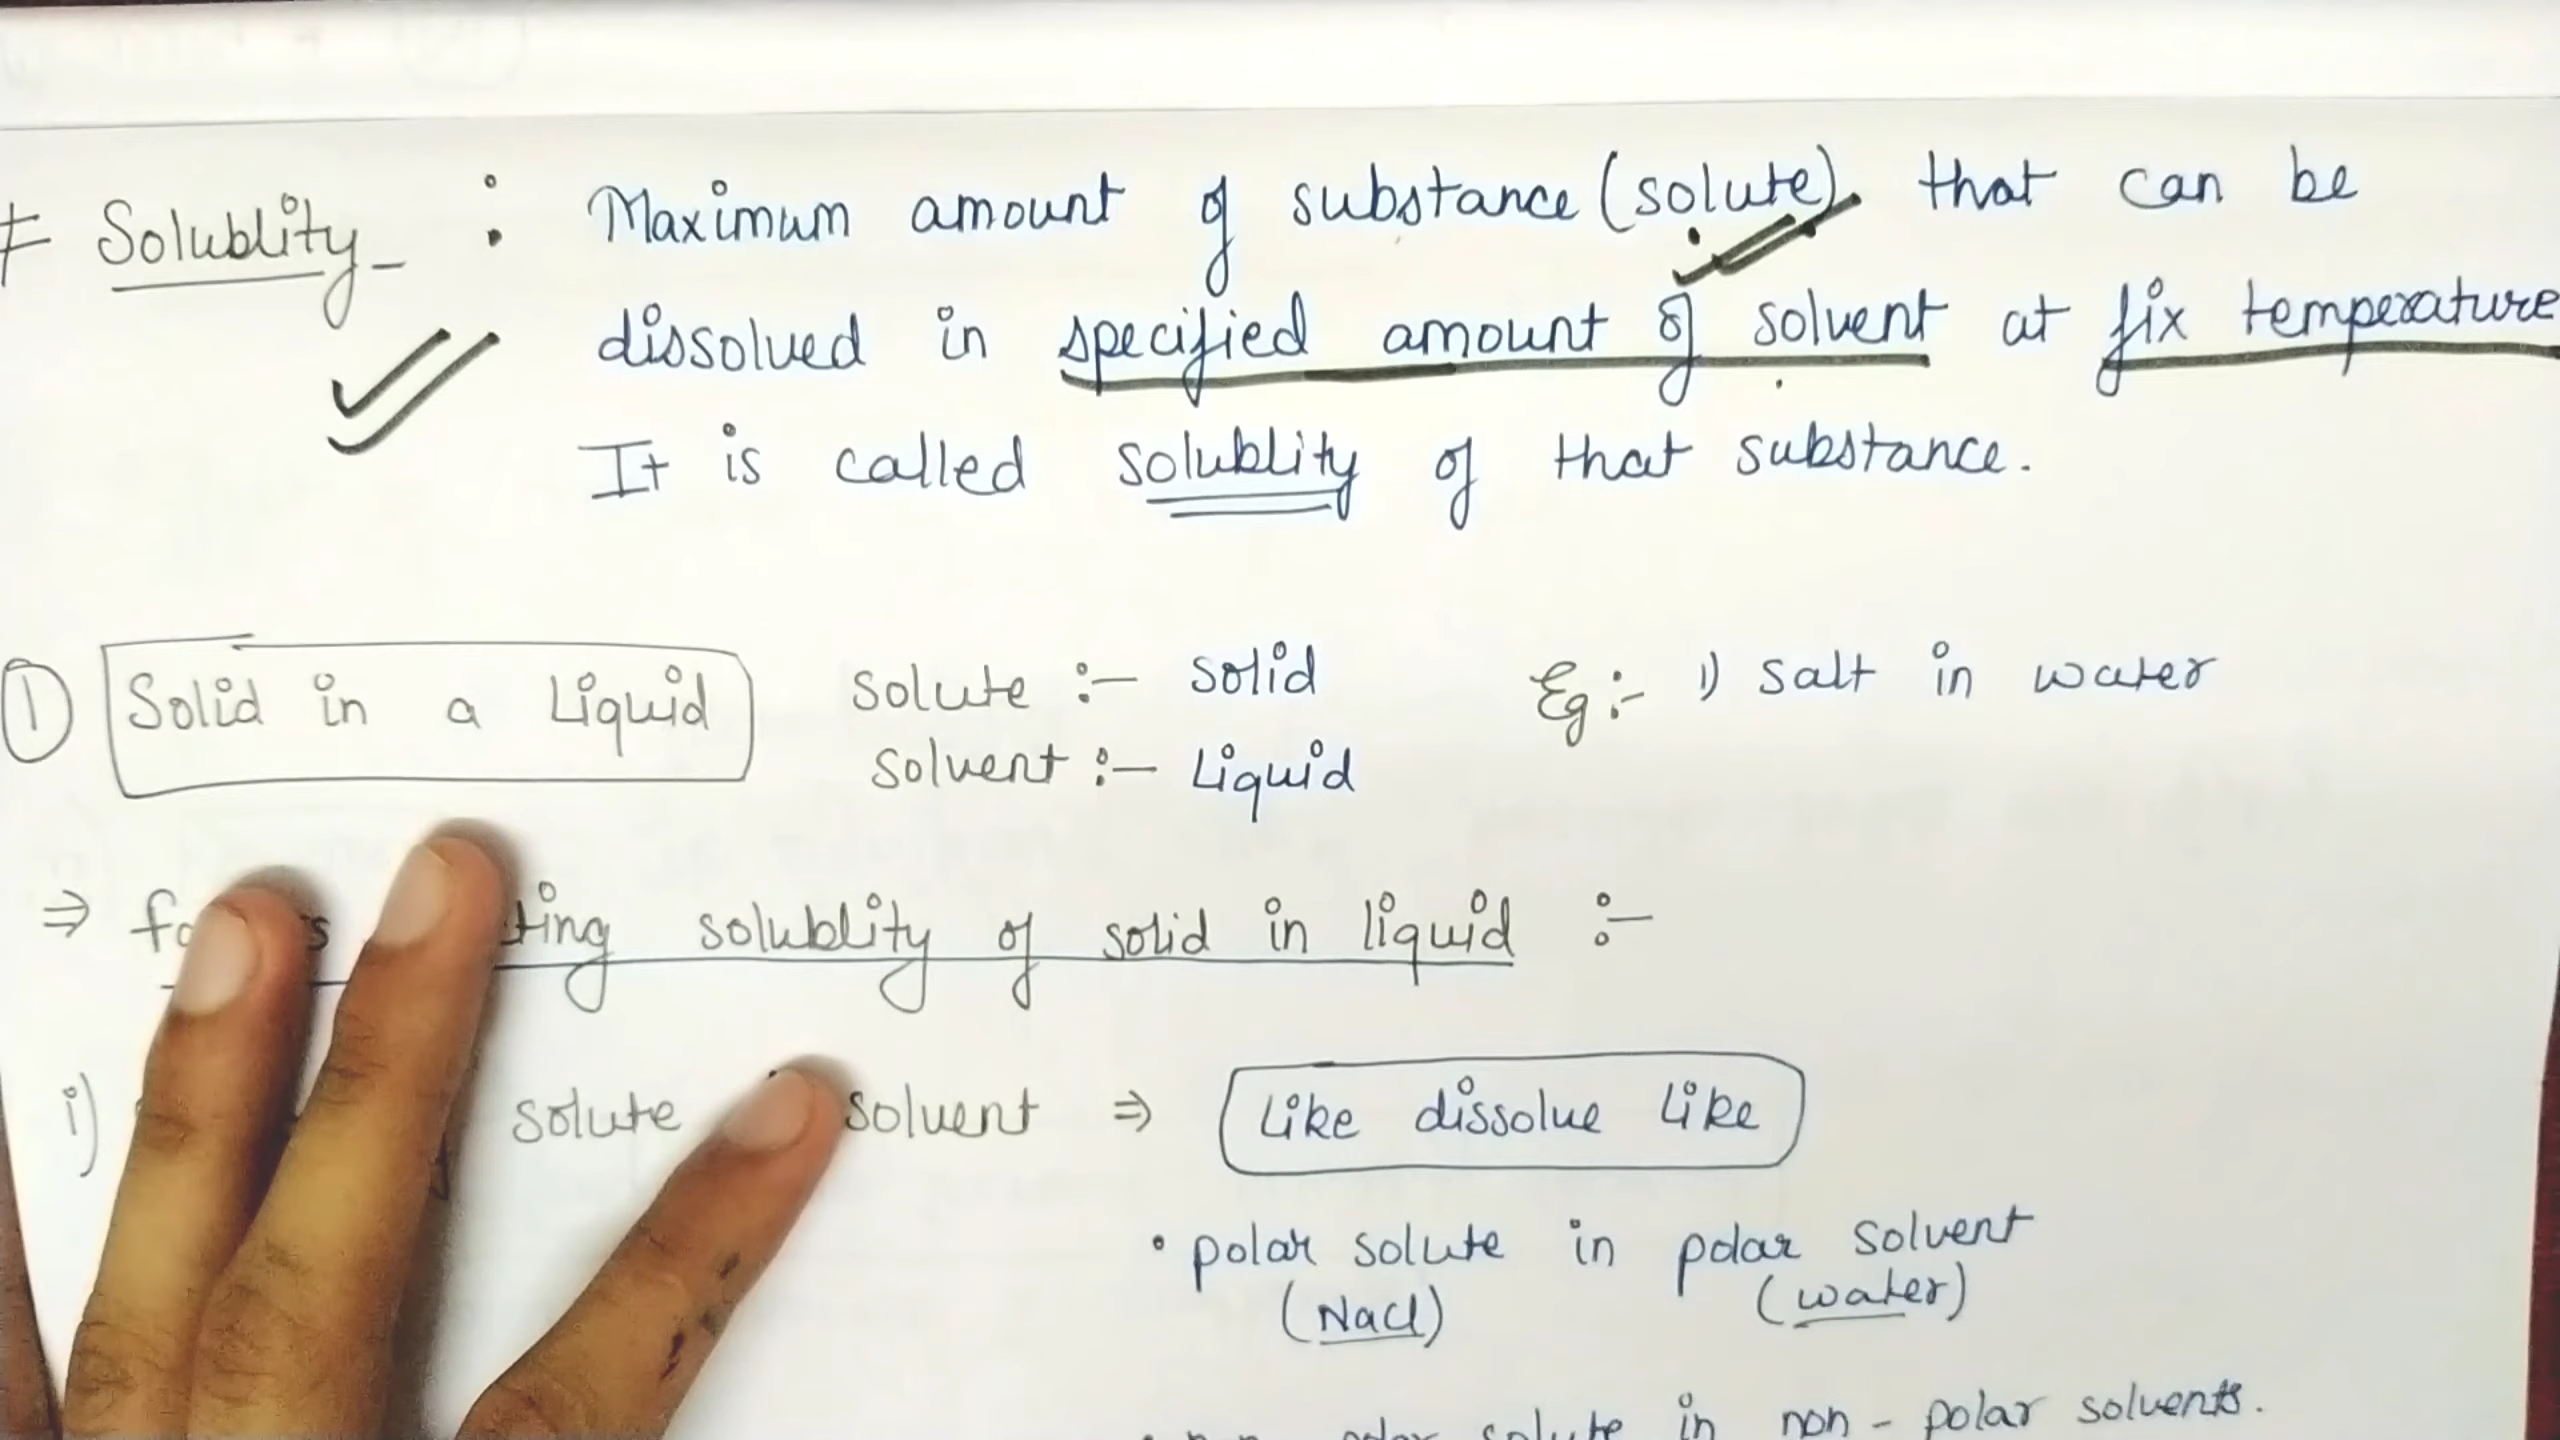 # Solublity : Maximum amount of substance (solute) that can be
dissolved in specified amount of solvent at fix temperature
It is called solublity of that substance.
① Solid in a Liquid solute :- solid Eg :- 1) salt in water
solvent :- Liquid
⇒ solublity of solid in liquid :-
i) solute solvent ⇒ Like dissolve like
• polar solute in polar solvent
(NaCl) (water)
polar solute in non - polar solvents.